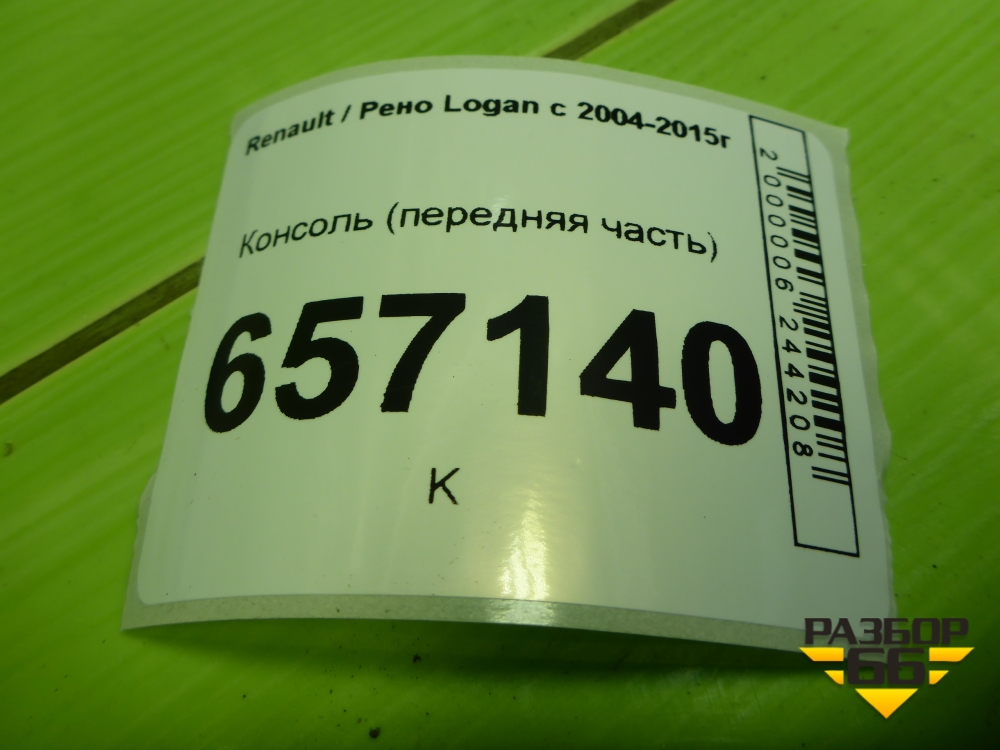 Renault / Рено Logan с 2004-2015г
Консоль (передняя часть)
657140
К
2000006244208
РАЗБОР
66